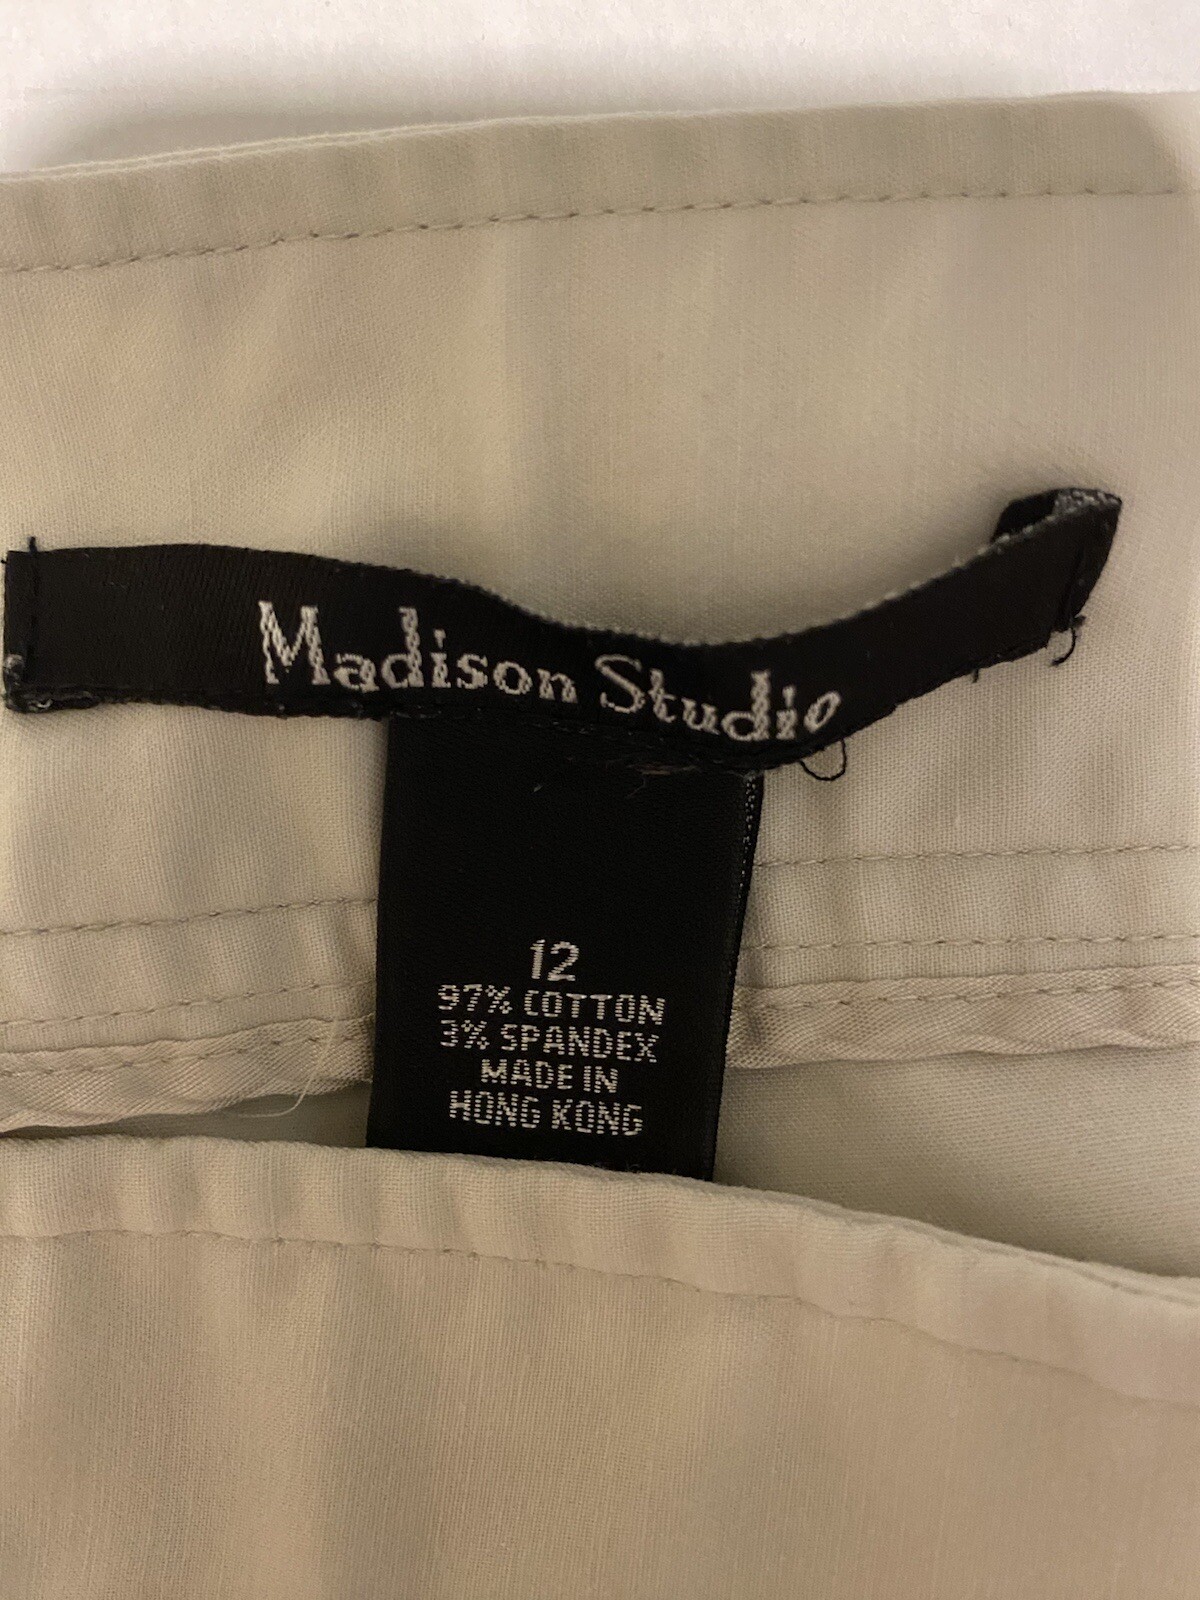 Madison Studio
12
97% COTTON
3% SPANDEX
MADE IN
HONG KONG